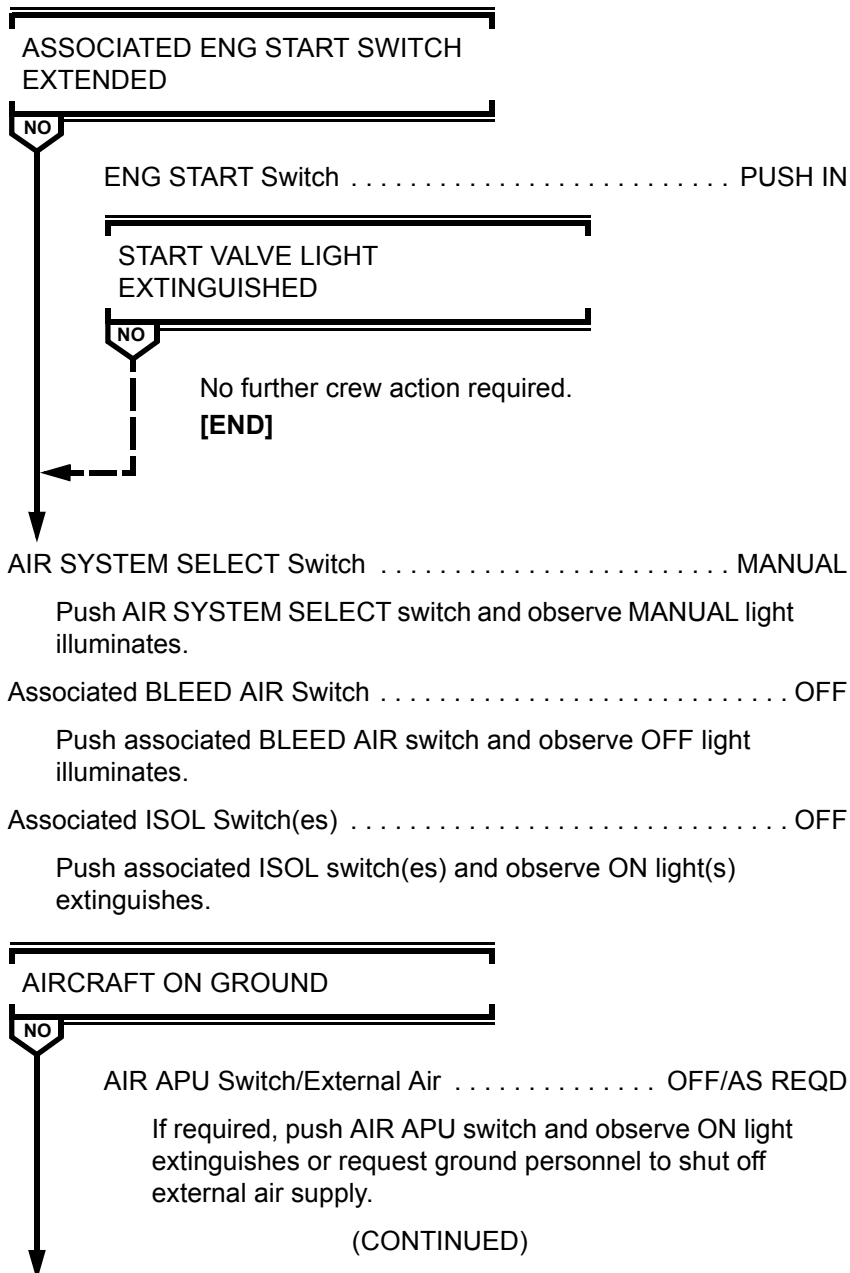 ASSOCIATED ENG START SWITCH
EXTENDED
NO
ENG START Switch . . . . . . . . . . . . . . . . . . . . . . . . . . PUSH IN
START VALVE LIGHT
EXTINGUISHED
NO
No further crew action required.
[END]
AIR SYSTEM SELECT Switch . . . . . . . . . . . . . . . . . . . . . . . . MANUAL
Push AIR SYSTEM SELECT switch and observe MANUAL light
illuminates.
Associated BLEED AIR Switch . . . . . . . . . . . . . . . . . . . . . . . . . . . . OFF
Push associated BLEED AIR switch and observe OFF light
illuminates.
Associated ISOL Switch(es) . . . . . . . . . . . . . . . . . . . . . . . . . . . . . . OFF
Push associated ISOL switch(es) and observe ON light(s)
extinguishes.
AIRCRAFT ON GROUND
NO
AIR APU Switch/External Air . . . . . . . . . . . . . . OFF/AS REQD
If required, push AIR APU switch and observe ON light
extinguishes or request ground personnel to shut off
external air supply.
(CONTINUED)